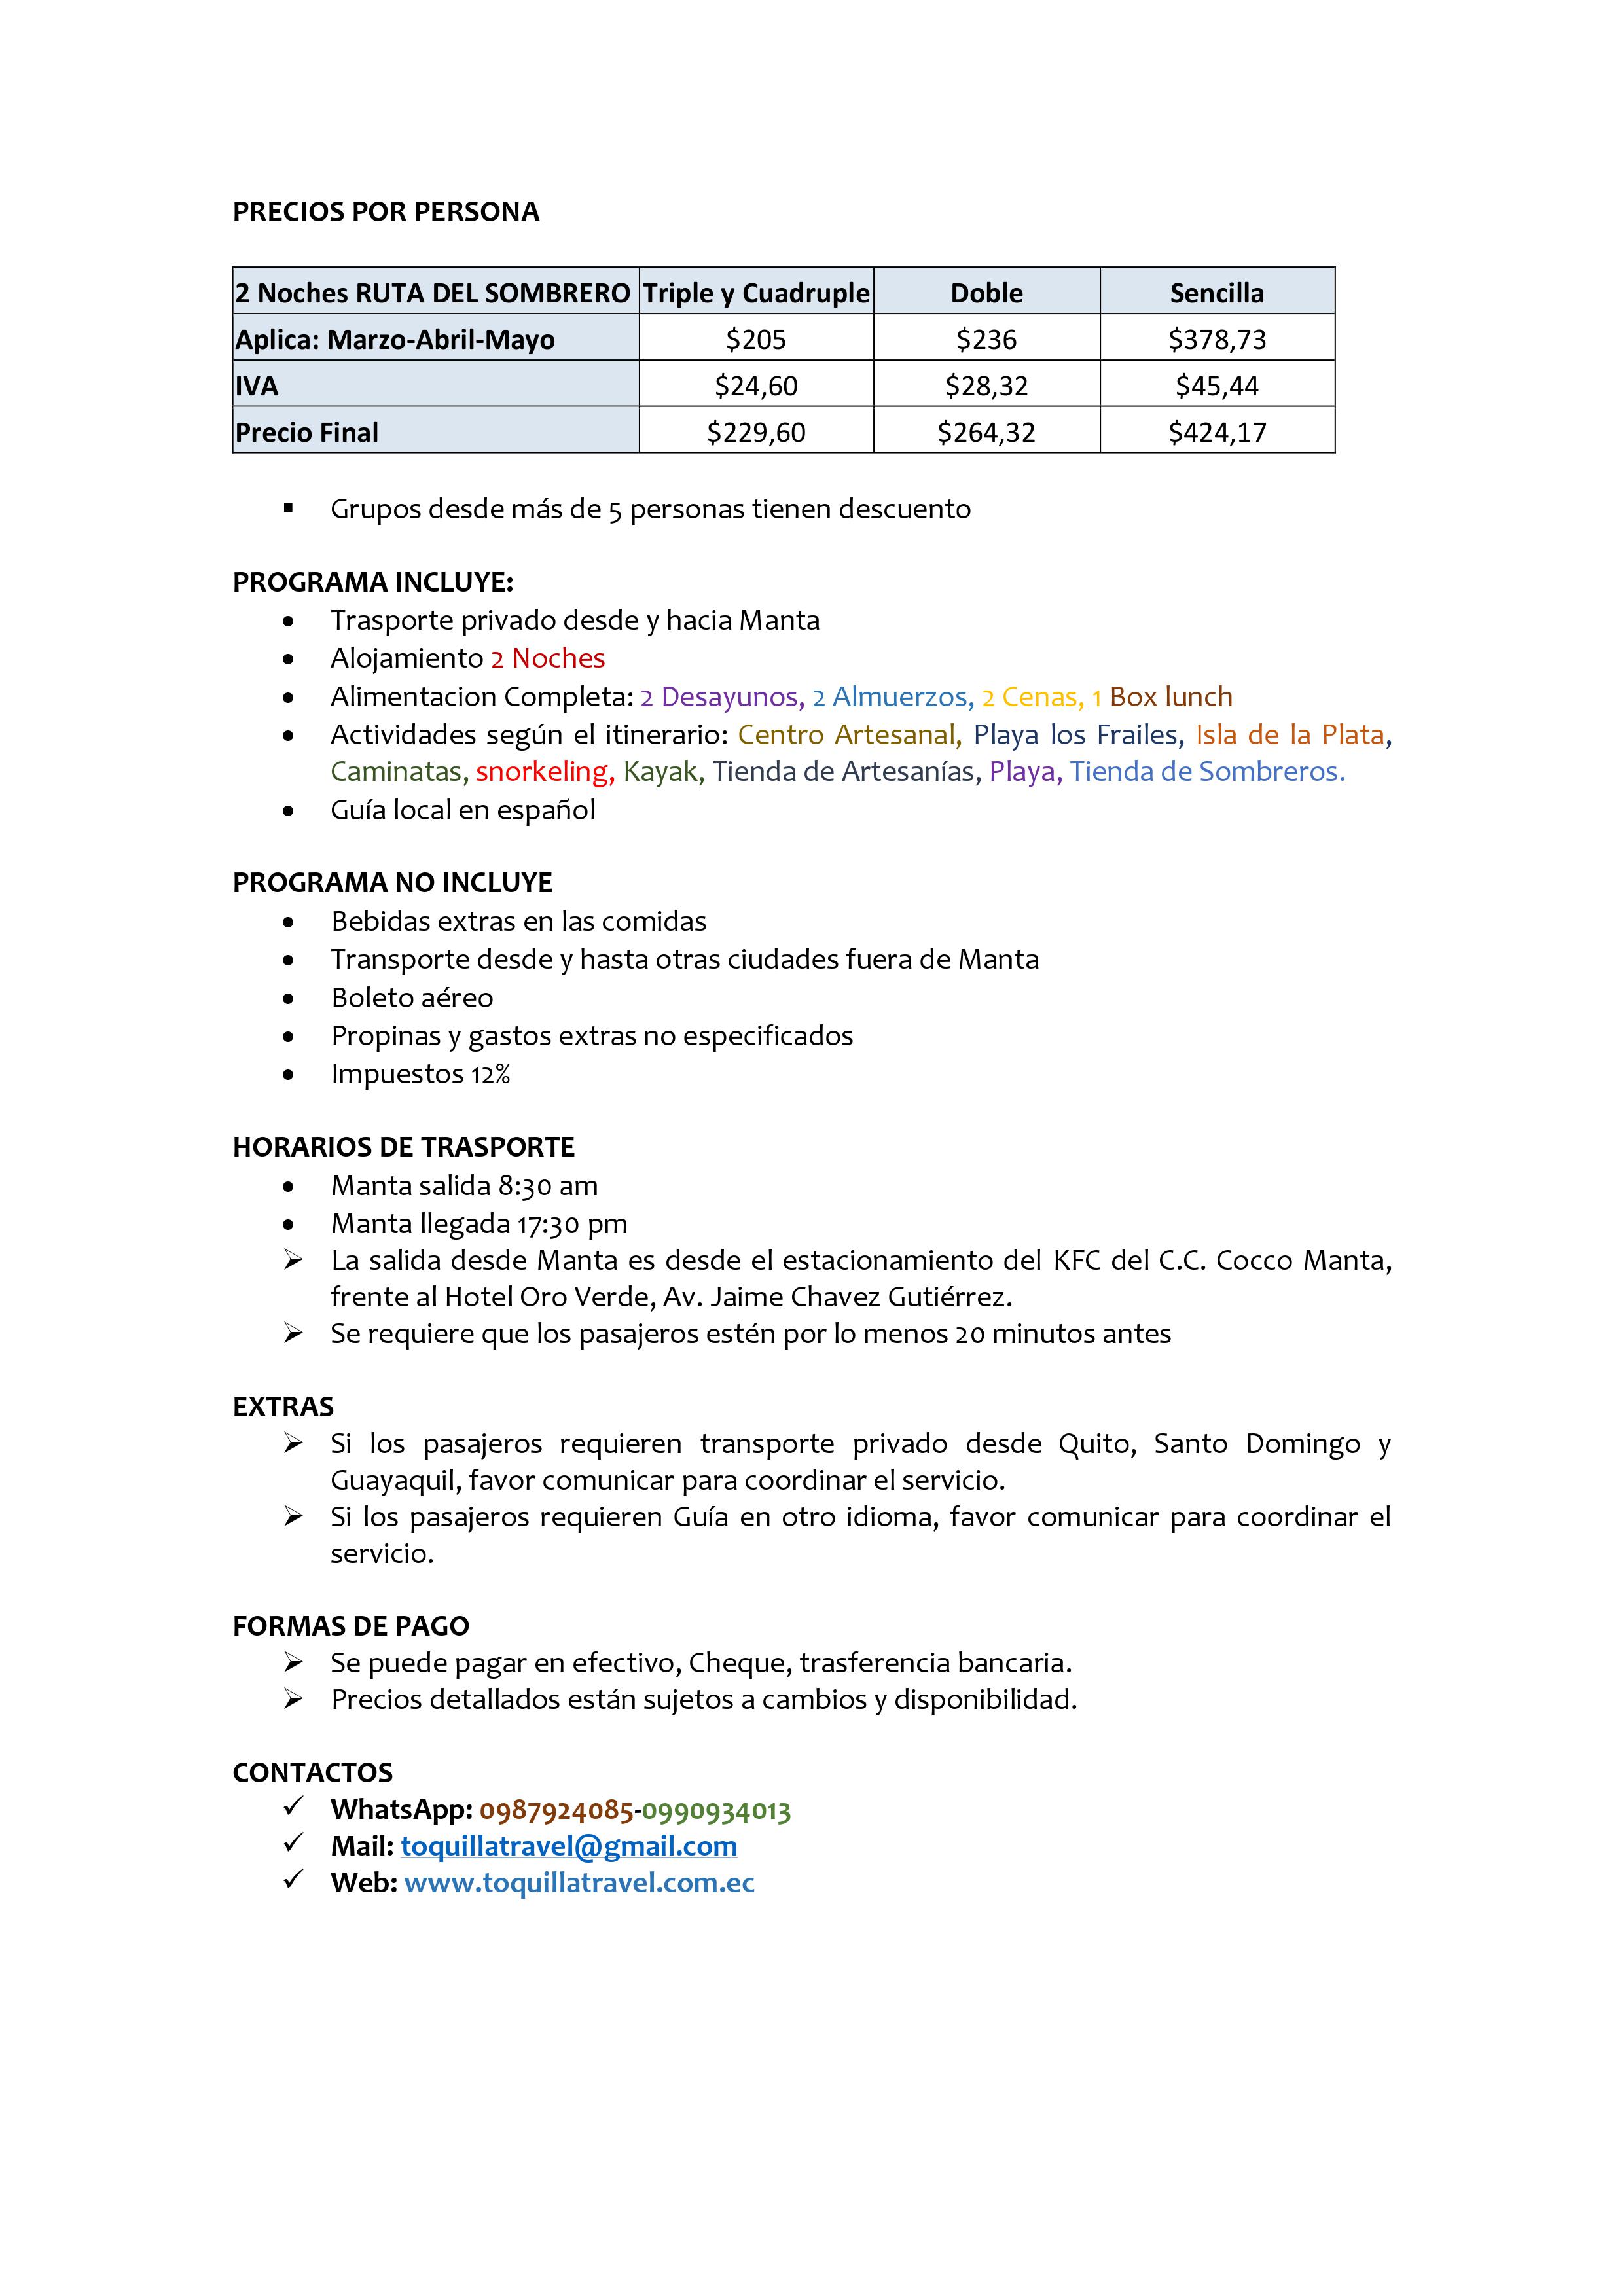 PRECIOS POR PERSONA
2 Noches RUTA DEL SOMBRERO Triple y Cuadruple Doble Sencilla
Aplica: Marzo-Abril-Mayo $205 $236 $378,73
IVA $24,60 $28,32 $45,44
Precio Final $229,60 $264,32 $424,17
▪ Grupos desde más de 5 personas tienen descuento
PROGRAMA INCLUYE:
• Trasporte privado desde y hacia Manta
• Alojamiento 2 Noches
• Alimentacion Completa: 2 Desayunos, 2 Almuerzos, 2 Cenas, 1 Box lunch
• Actividades según el itinerario: Centro Artesanal, Playa los Frailes, Isla de la Plata,
Caminatas, snorkeling, Kayak, Tienda de Artesanías, Playa, Tienda de Sombreros.
• Guía local en español
PROGRAMA NO INCLUYE
• Bebidas extras en las comidas
• Transporte desde y hasta otras ciudades fuera de Manta
• Boleto aéreo
• Propinas y gastos extras no especificados
• Impuestos 12%
HORARIOS DE TRASPORTE
• Manta salida 8:30 am
• Manta llegada 17:30 pm
➢ La salida desde Manta es desde el estacionamiento del KFC del C.C. Cocco Manta,
frente al Hotel Oro Verde, Av. Jaime Chavez Gutiérrez.
➢ Se requiere que los pasajeros estén por lo menos 20 minutos antes
EXTRAS
➢ Si los pasajeros requieren transporte privado desde Quito, Santo Domingo y
Guayaquil, favor comunicar para coordinar el servicio.
➢ Si los pasajeros requieren Guía en otro idioma, favor comunicar para coordinar el
servicio.
FORMAS DE PAGO
➢ Se puede pagar en efectivo, Cheque, trasferencia bancaria.
➢ Precios detallados están sujetos a cambios y disponibilidad.
CONTACTOS
✓ WhatsApp: 0987924085-0990934013
✓ Mail: toquillatravel@gmail.com
✓ Web: www.toquillatravel.com.ec